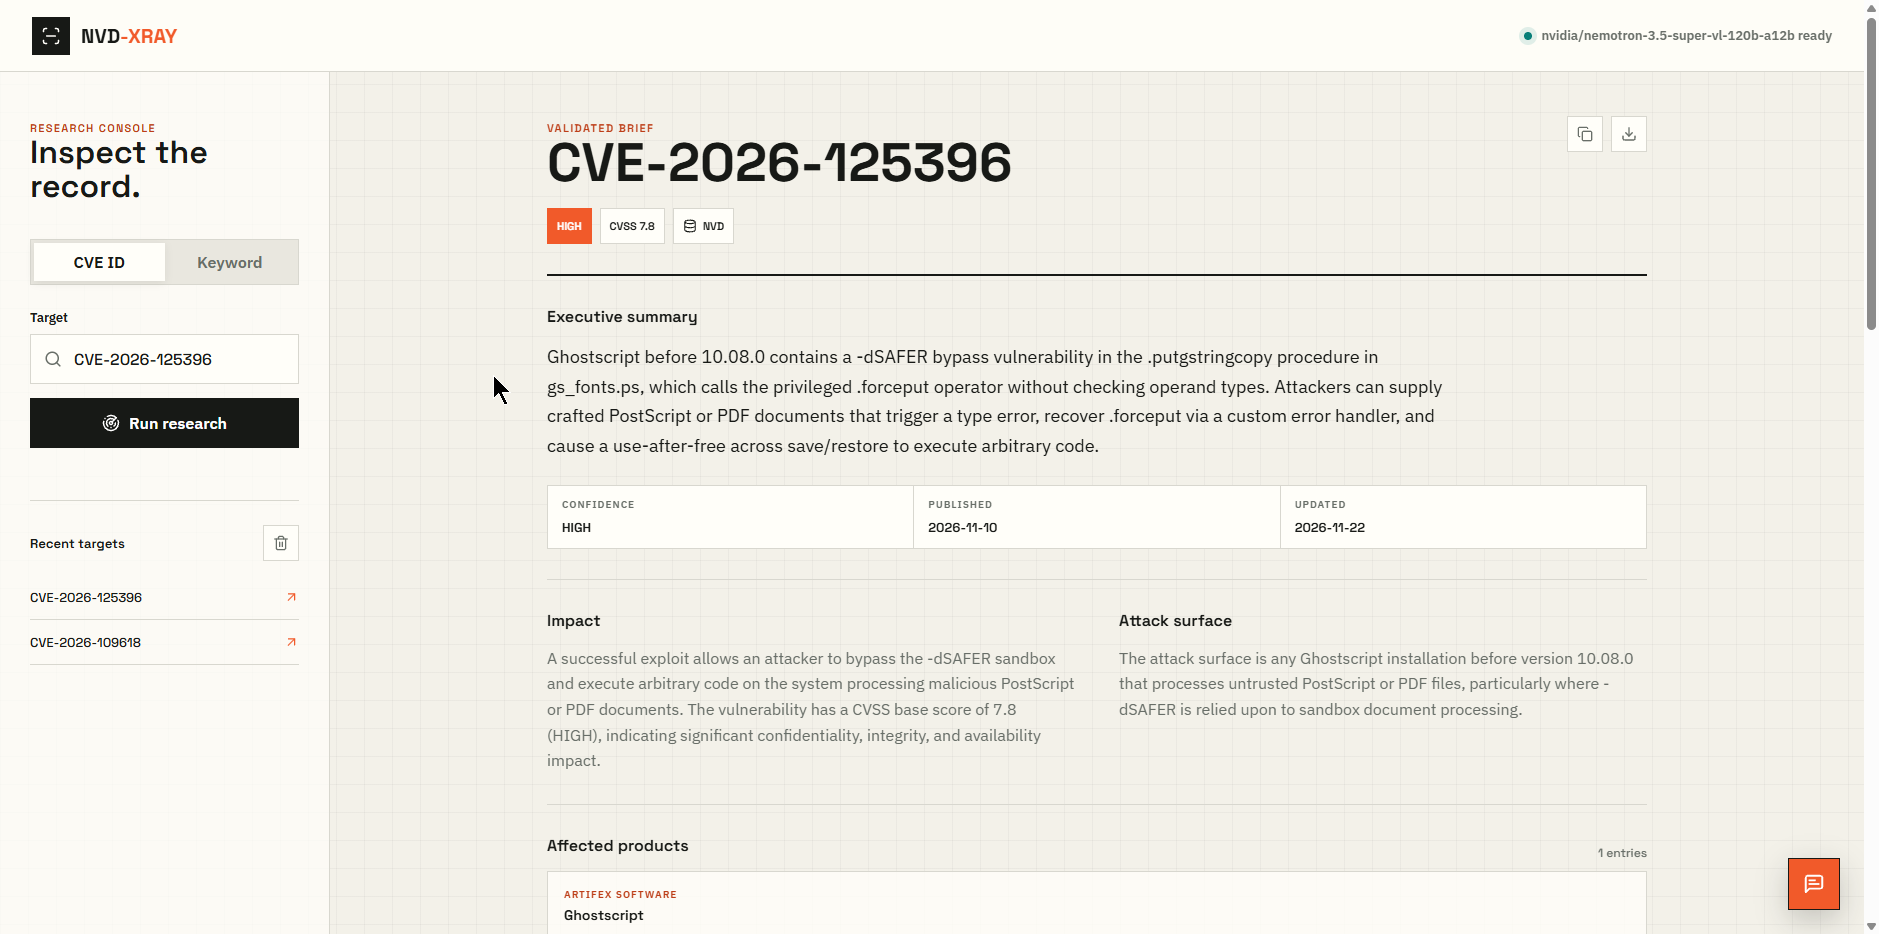 NVD-XRAY
nvidia/nemotron-3.5-super-vl-120b-a12b ready
RESEARCH CONSOLE
Inspect the
record.
CVE ID
Keyword
Target
CVE-2026-125396
Run research
Recent targets
CVE-2026-125396
CVE-2026-109618
VALIDATED BRIEF
CVE-2026-125396
HIGH
CVSS 7.8
NVD
Executive summary
Ghostscript before 10.08.0 contains a -dSAFER bypass vulnerability in the .putgstringcopy procedure in
gs_fonts.ps, which calls the privileged .forceput operator without checking operand types. Attackers can supply
crafted PostScript or PDF documents that trigger a type error, recover .forceput via a custom error handler, and
cause a use-after-free across save/restore to execute arbitrary code.
CONFIDENCE
HIGH
PUBLISHED
2026-11-10
UPDATED
2026-11-22
Impact
A successful exploit allows an attacker to bypass the -dSAFER sandbox
and execute arbitrary code on the system processing malicious PostScript
or PDF documents. The vulnerability has a CVSS base score of 7.8
(HIGH), indicating significant confidentiality, integrity, and availability
impact.
Attack surface
The attack surface is any Ghostscript installation before version 10.08.0
that processes untrusted PostScript or PDF files, particularly where -
dSAFER is relied upon to sandbox document processing.
Affected products
1 entries
ARTIFEX SOFTWARE
Ghostscript